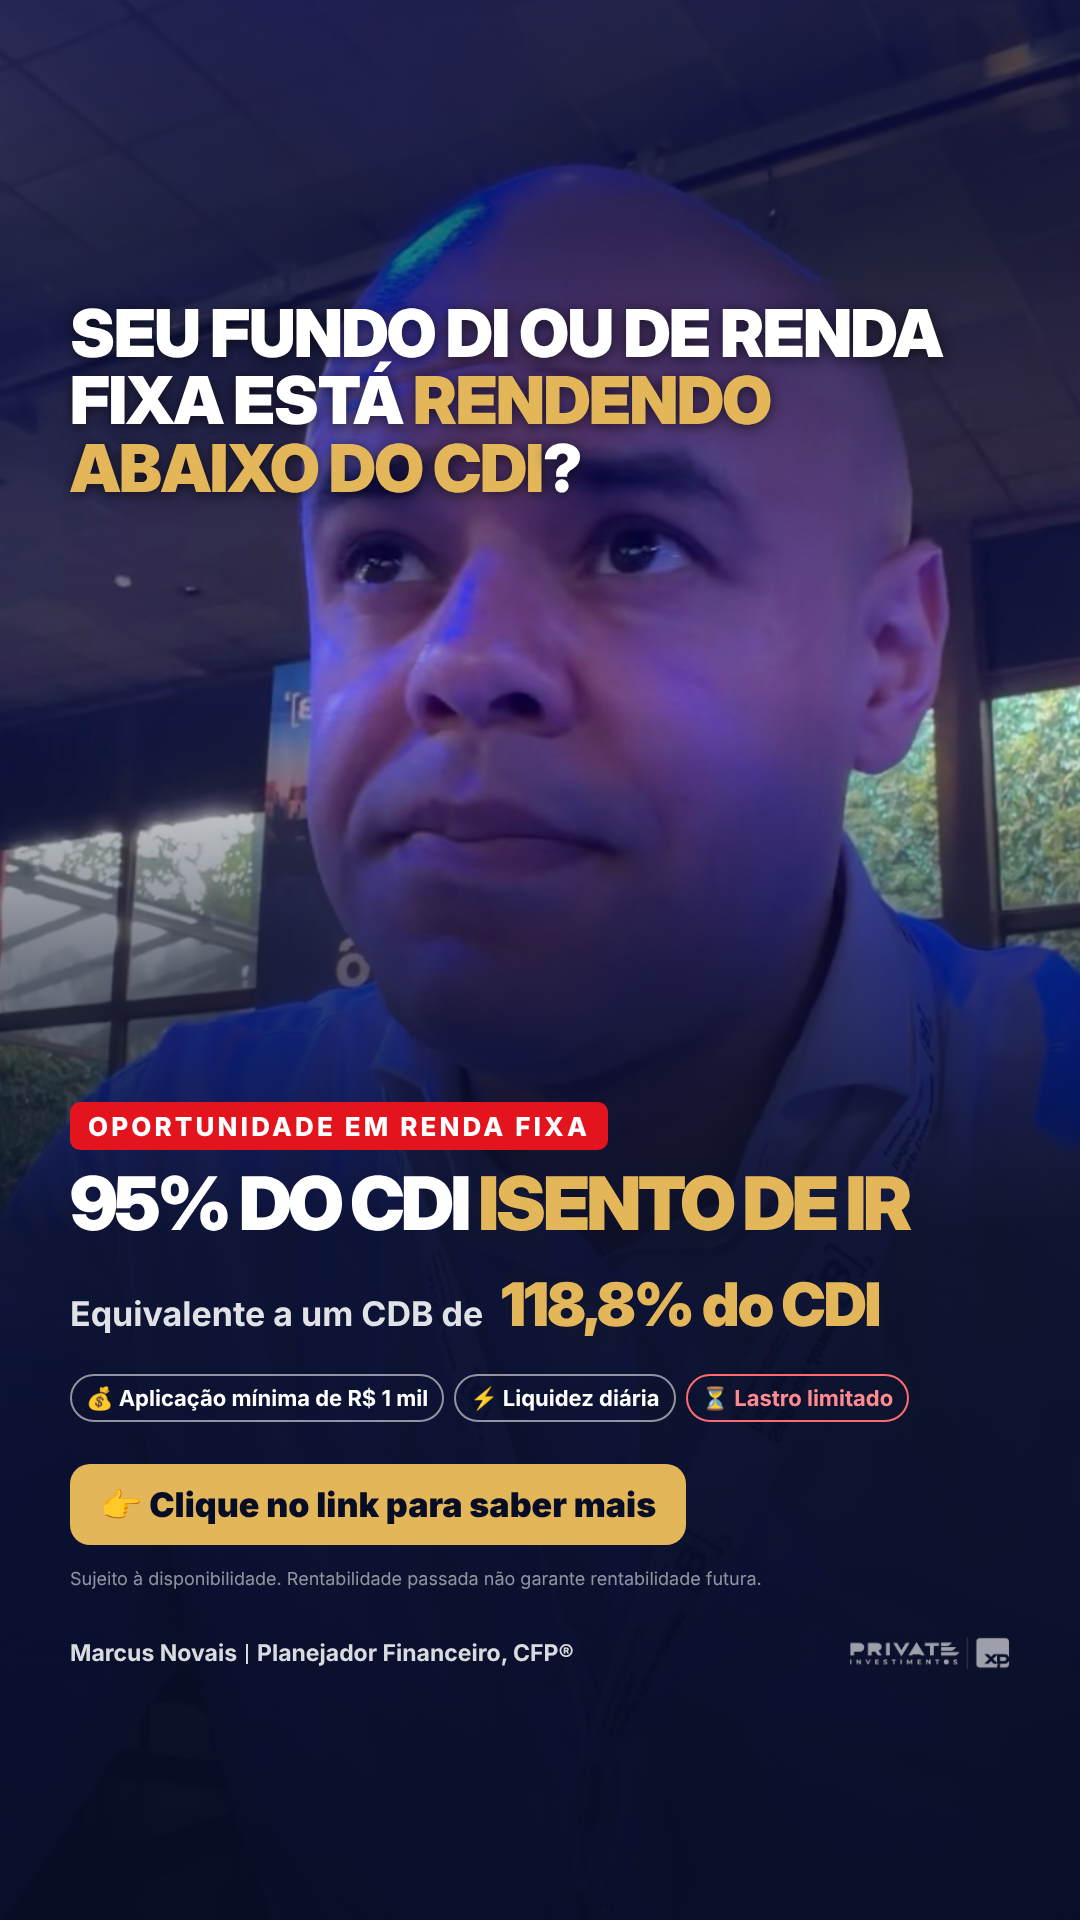 SEU FUNDO DI OU DE RENDA
FIXA ESTÁ RENDENDO
ABAIXO DO CDI?
OPORTUNIDADE EM RENDA FIXA
95% DO CDI ISENTO DE IR
Equivalente a um CDB de 118,8% do CDI
💰 Aplicação mínima de R$ 1 mil
⚡ Liquidez diária
⏳ Lastro limitado
👉 Clique no link para saber mais
Sujeito à disponibilidade. Rentabilidade passada não garante rentabilidade futura.
Marcus Novais | Planejador Financeiro, CFP®
PRIVATE
INVESTIMENTOS
XP